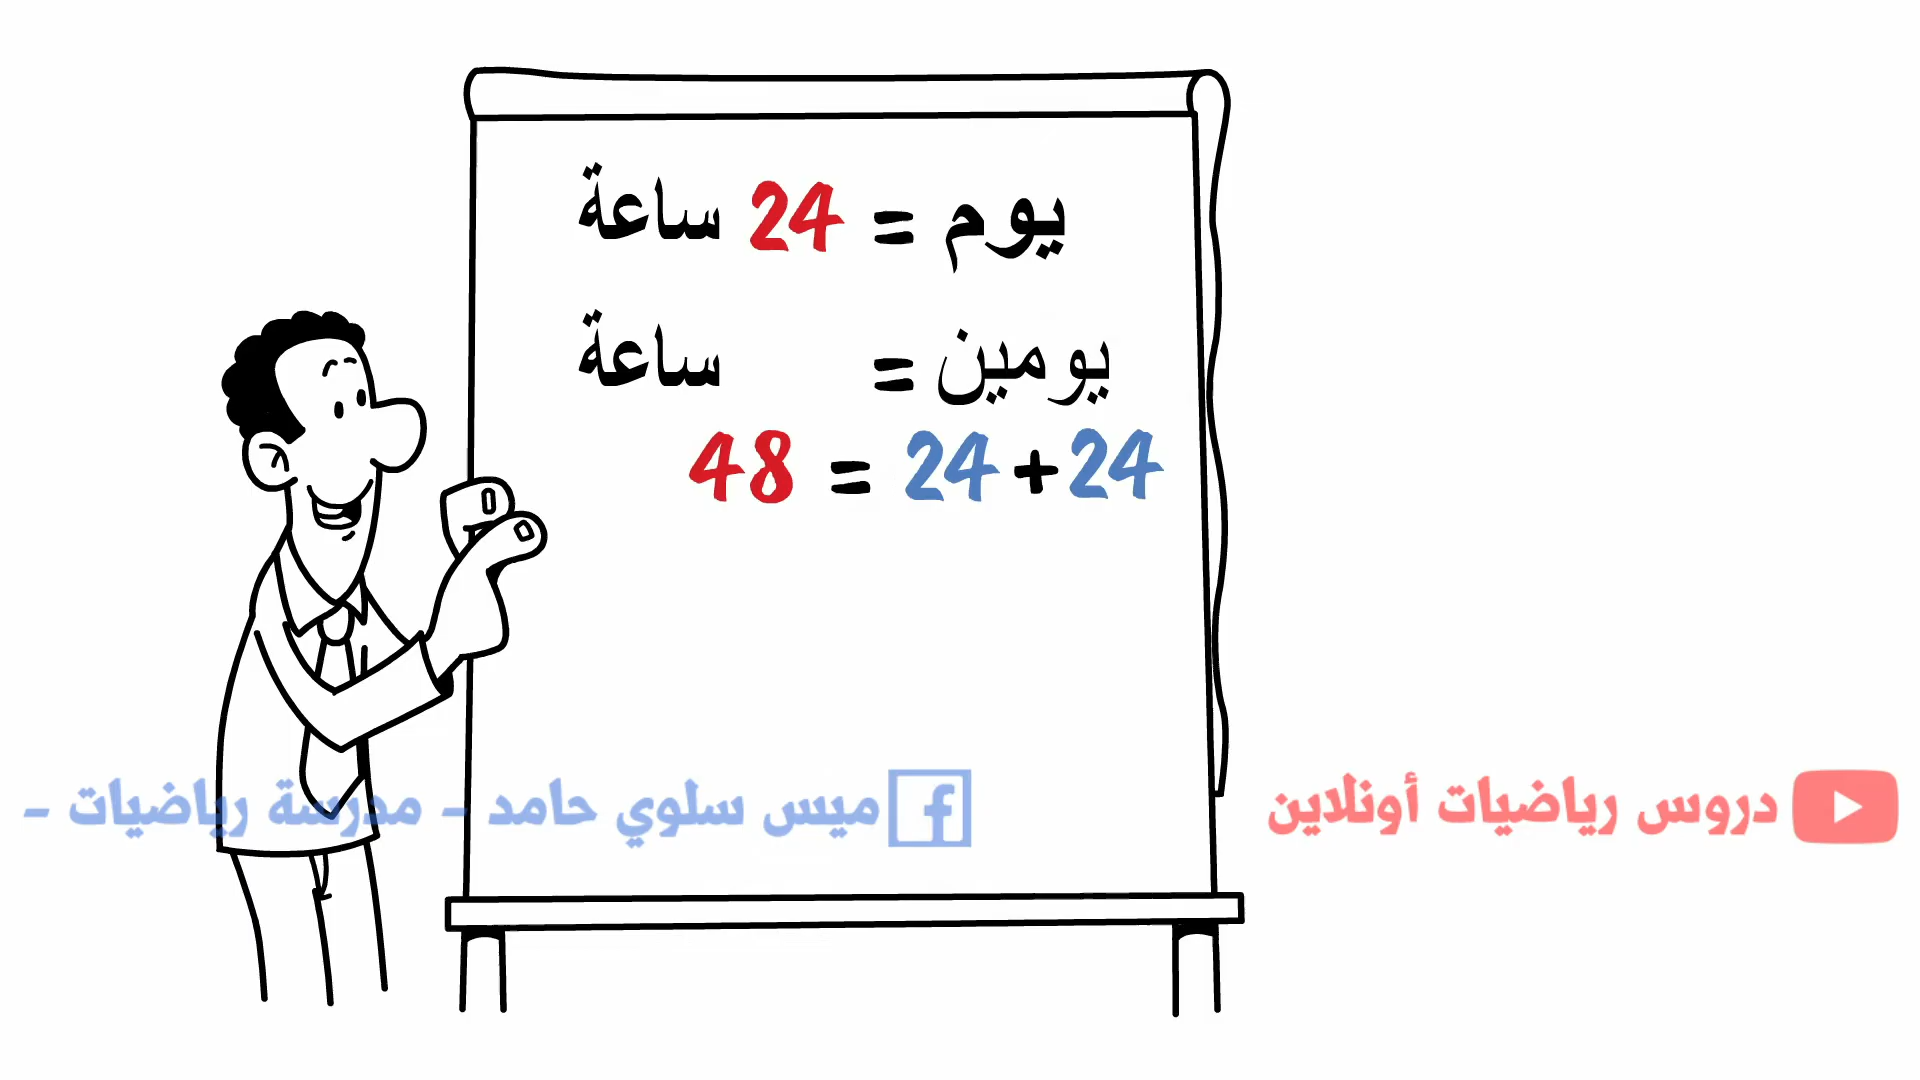 يوم = 24 ساعة
يومين = ساعة
24 + 24 = 48
ميس سلوي حامد - مدرسة رياضيات -
دروس رياضيات أونلاين